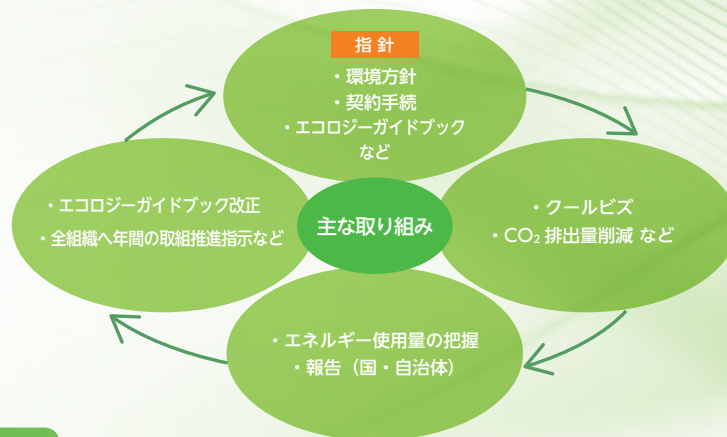 指針
・環境方針
・契約手続
・エコロジーガイドブック
など
・エコロジーガイドブック改正
・全組織へ年間の取組推進指示など
主な取り組み
・クールビズ
・CO₂ 排出量削減 など
・エネルギー使用量の把握
・報告（国・自治体）